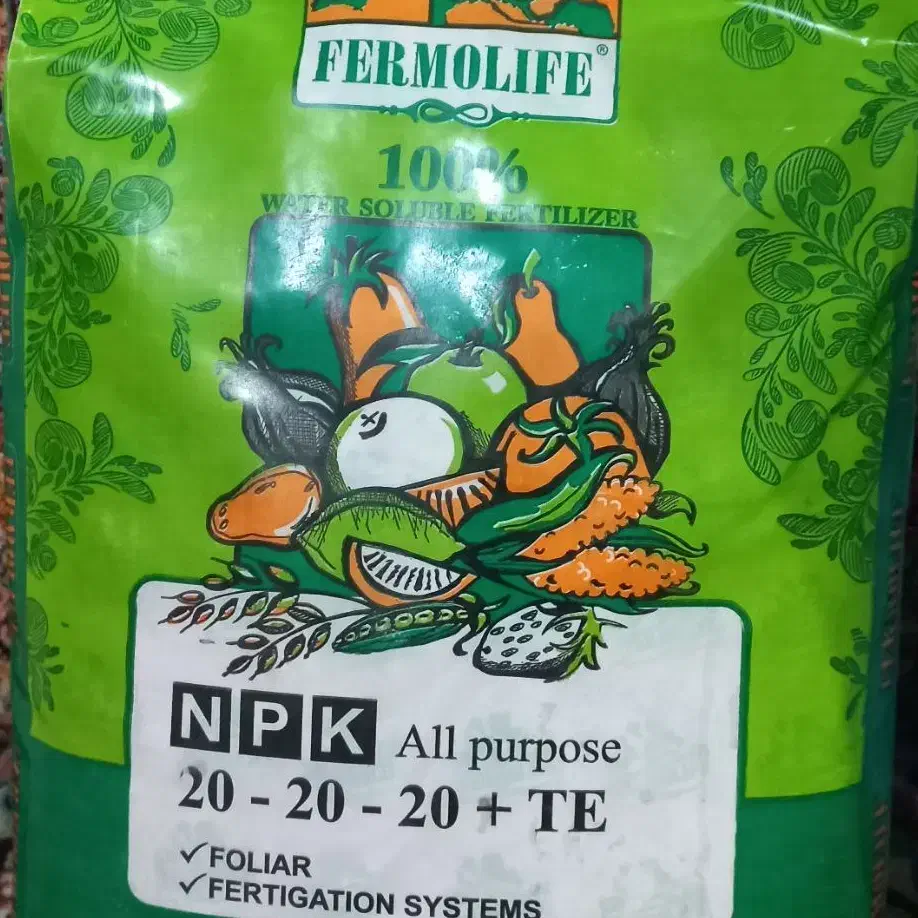 FERMOLIFE®
100%
WATER SOLUBLE FERTILIZER
NPK All purpose
20 - 20 - 20 + TE
✓FOLIAR
✓FERTIGATION SYSTEMS